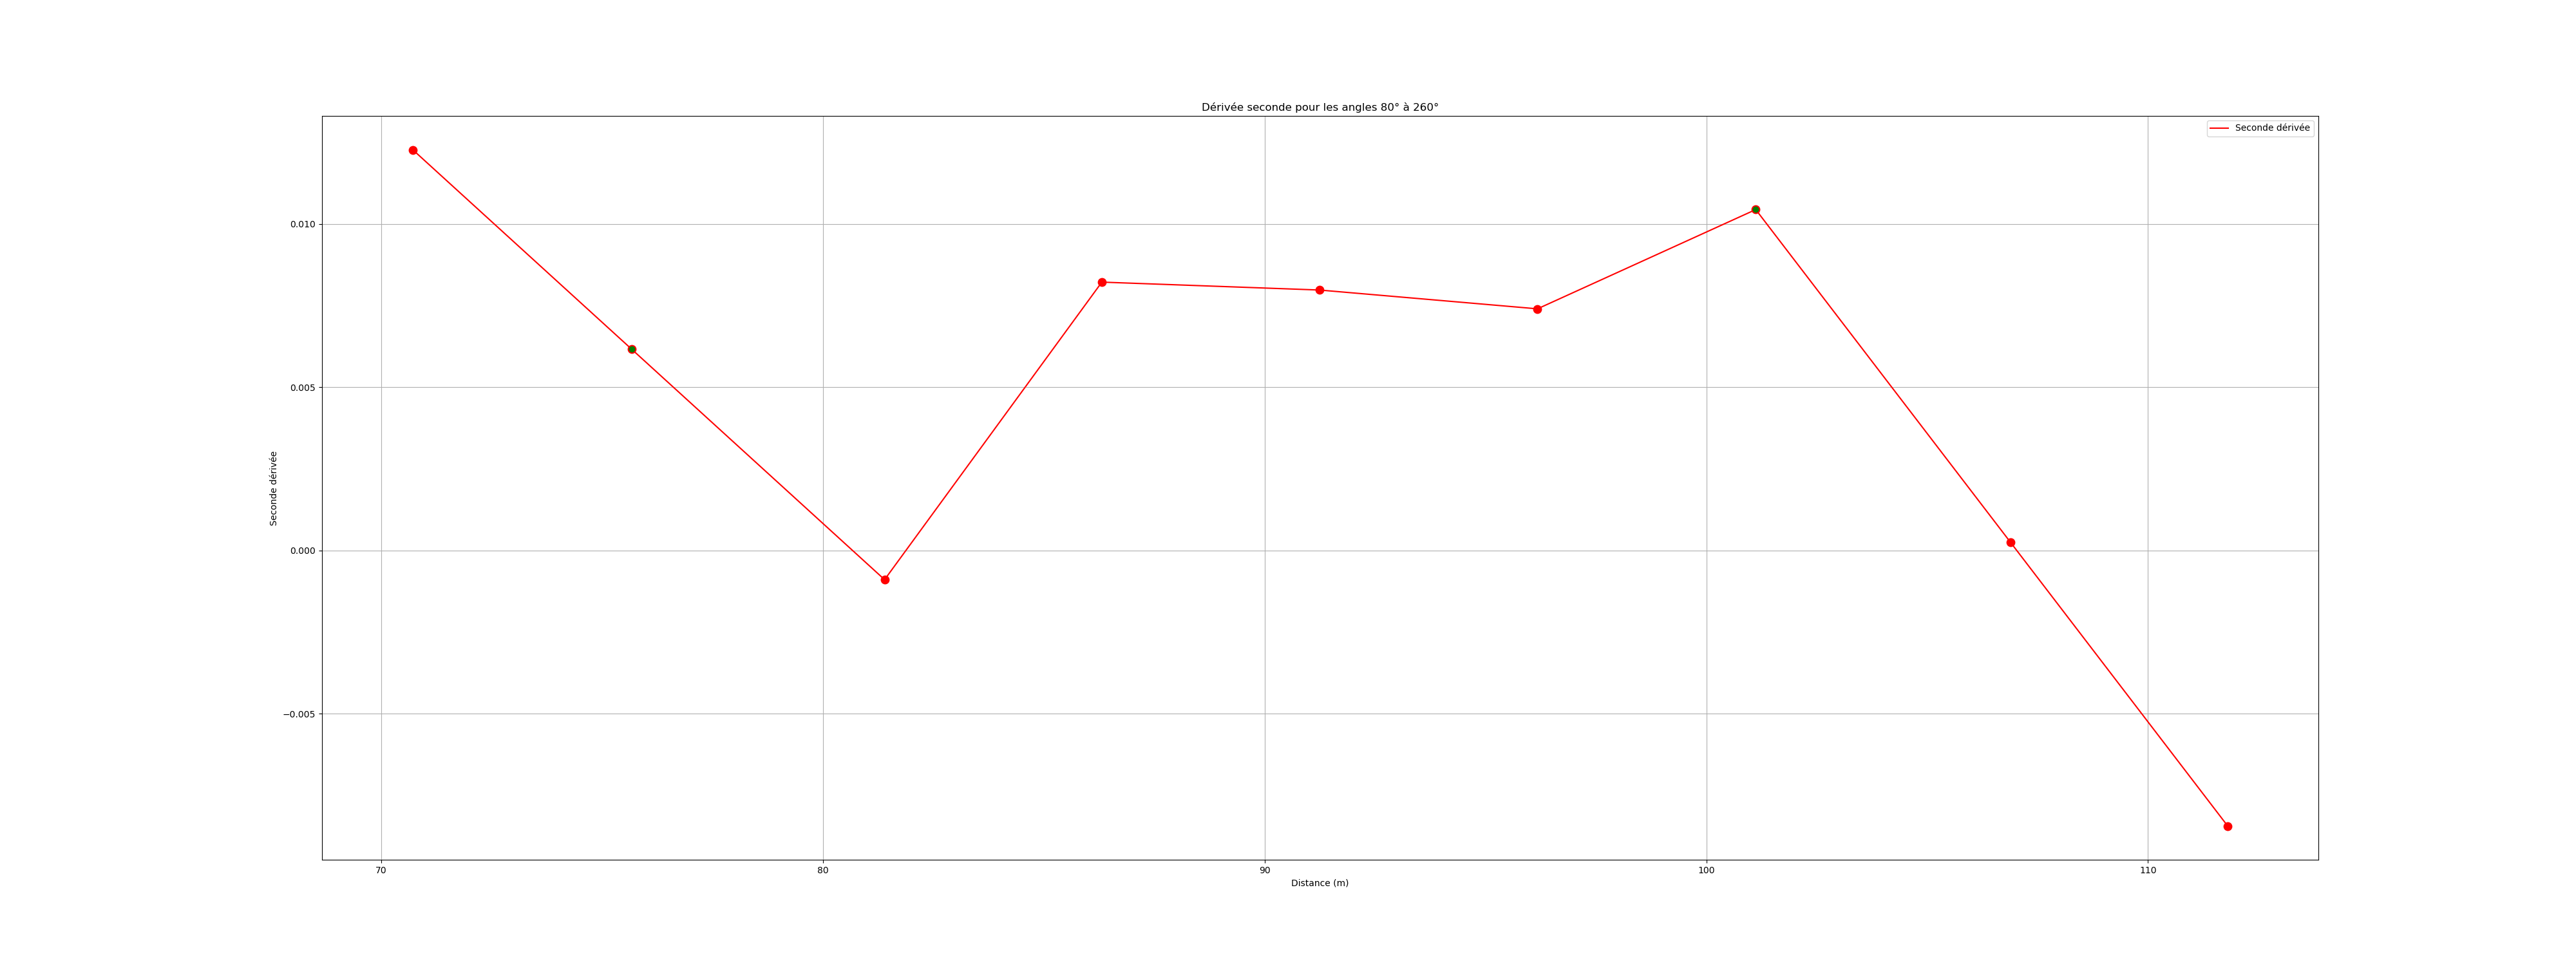 Dérivée seconde pour les angles 80° à 260°
Seconde dérivée
0.010
0.005
0.000
−0.005
Seconde dérivée
70
80
90
100
110
Distance (m)